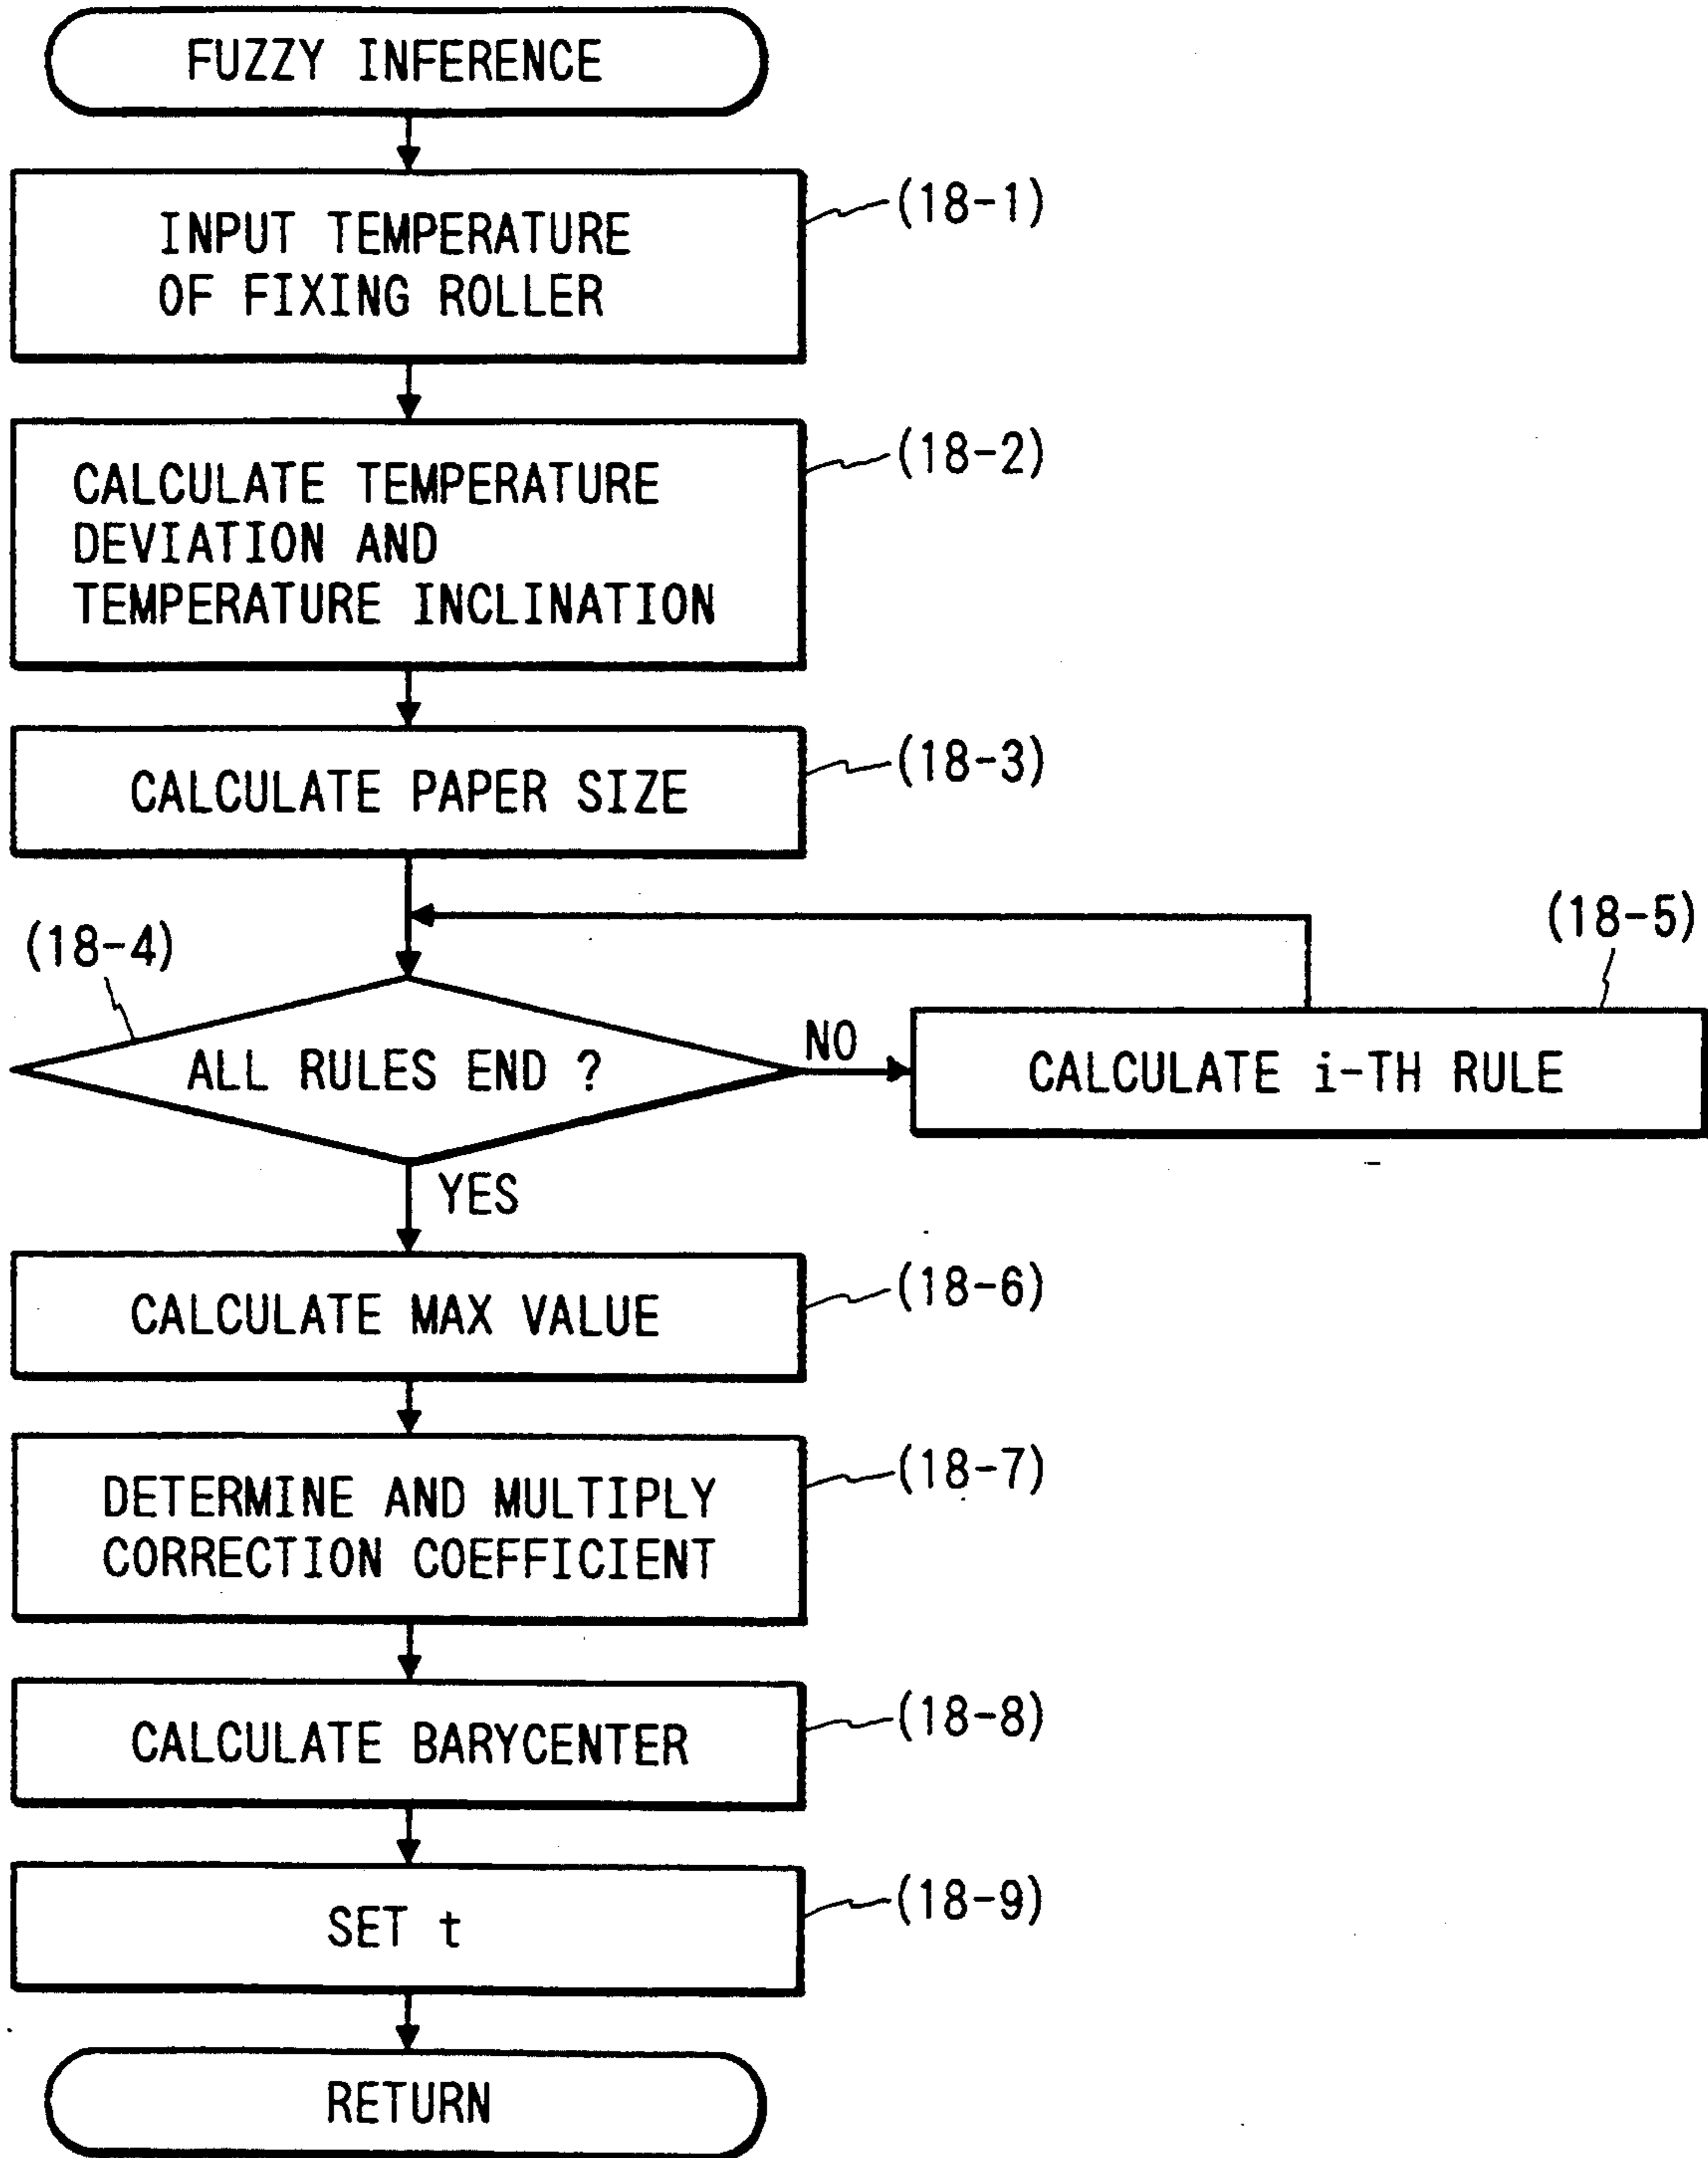 FUZZY INFERENCE
INPUT TEMPERATURE
OF FIXING ROLLER
(18-1)
CALCULATE TEMPERATURE
DEVIATION AND
TEMPERATURE INCLINATION
(18-2)
CALCULATE PAPER SIZE
(18-3)
(18-4)
ALL RULES END ?
NO
(18-5)
CALCULATE i-TH RULE
YES
CALCULATE MAX VALUE
(18-6)
DETERMINE AND MULTIPLY
CORRECTION COEFFICIENT
(18-7)
CALCULATE BARYCENTER
(18-8)
SET t
(18-9)
RETURN